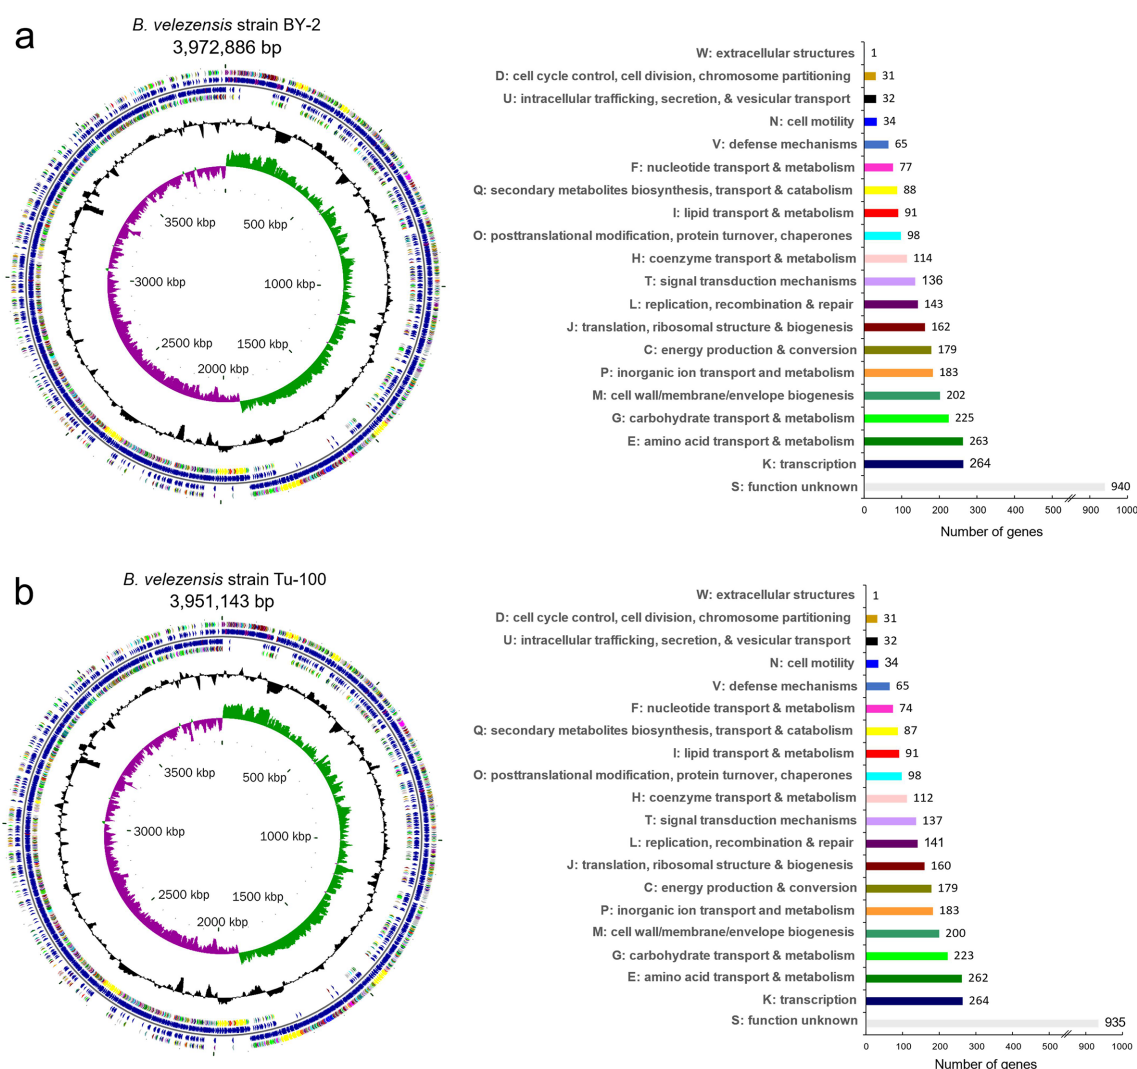 a
B. velezensis strain BY-2
3,972,886 bp
500 kbp
1000 kbp
1500 kbp
2000 kbp
2500 kbp
3000 kbp
3500 kbp
W: extracellular structures 1
D: cell cycle control, cell division, chromosome partitioning 31
U: intracellular trafficking, secretion, & vesicular transport 32
N: cell motility 34
V: defense mechanisms 65
F: nucleotide transport & metabolism 77
Q: secondary metabolites biosynthesis, transport & catabolism 88
I: lipid transport & metabolism 91
O: posttranslational modification, protein turnover, chaperones 98
H: coenzyme transport & metabolism 114
T: signal transduction mechanisms 136
L: replication, recombination & repair 143
J: translation, ribosomal structure & biogenesis 162
C: energy production & conversion 179
P: inorganic ion transport and metabolism 183
M: cell wall/membrane/envelope biogenesis 202
G: carbohydrate transport & metabolism 225
E: amino acid transport & metabolism 263
K: transcription 264
S: function unknown 940
0 100 200 300 400 500 900 1000
Number of genes
b
B. velezensis strain Tu-100
3,951,143 bp
500 kbp
1000 kbp
1500 kbp
2000 kbp
2500 kbp
3000 kbp
3500 kbp
W: extracellular structures 1
D: cell cycle control, cell division, chromosome partitioning 31
U: intracellular trafficking, secretion, & vesicular transport 32
N: cell motility 34
V: defense mechanisms 65
F: nucleotide transport & metabolism 74
Q: secondary metabolites biosynthesis, transport & catabolism 87
I: lipid transport & metabolism 91
O: posttranslational modification, protein turnover, chaperones 98
H: coenzyme transport & metabolism 112
T: signal transduction mechanisms 137
L: replication, recombination & repair 141
J: translation, ribosomal structure & biogenesis 160
C: energy production & conversion 179
P: inorganic ion transport and metabolism 183
M: cell wall/membrane/envelope biogenesis 200
G: carbohydrate transport & metabolism 223
E: amino acid transport & metabolism 262
K: transcription 264
S: function unknown 935
0 100 200 300 400 500 900 1000
Number of genes